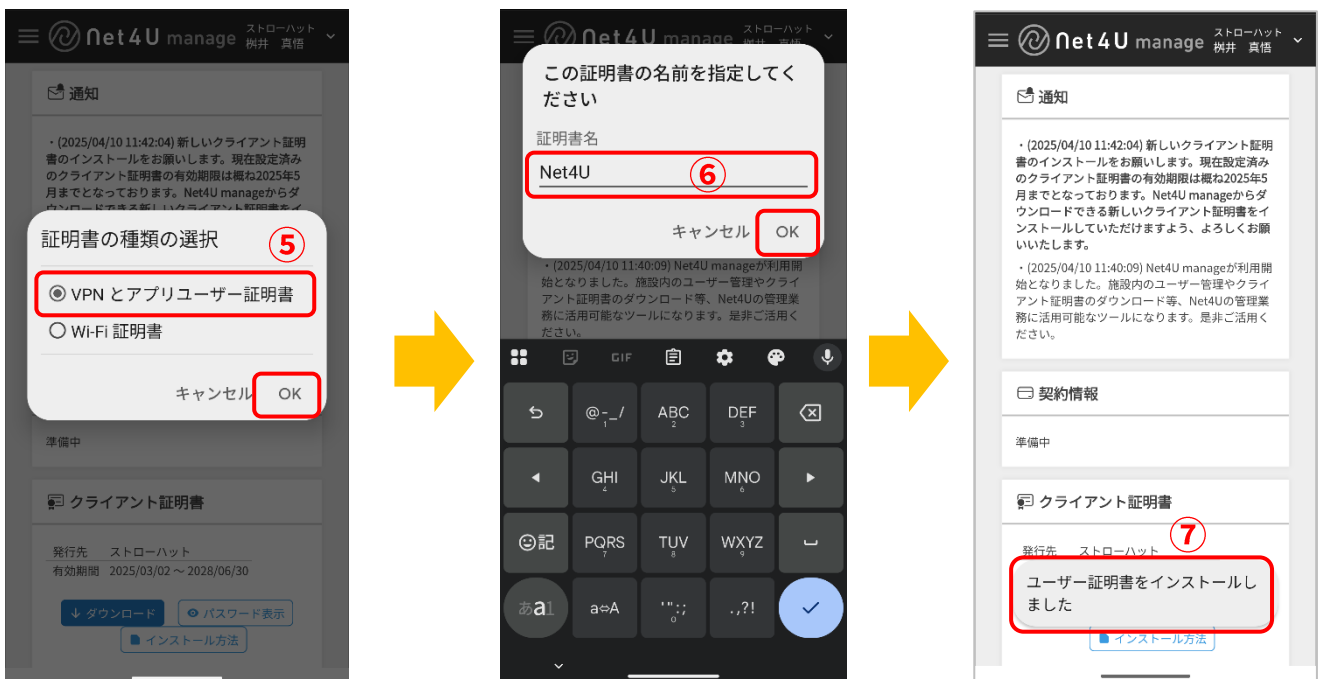 Net4U manage
ストローハット
桝井 真悟
通知
・(2025/04/10 11:42:04) 新しいクライアント証明
書のインストールをお願いします。現在設定済み
のクライアント証明書の有効期限は概ね2025年5
月までとなっております。Net4U manageからダ
ウンロードできる新しいクライアント証明書をイ
証明書の種類の選択
⑤
VPN とアプリユーザー証明書
Wi-Fi 証明書
キャンセル
OK
準備中
クライアント証明書
発行先 ストローハット
有効期間 2025/03/02 ~ 2028/06/30
ダウンロード
パスワード表示
インストール方法
Net4U manage
ストローハット
桝井 真悟
この証明書の名前を指定してく
ださい
証明書名
Net4U
⑥
キャンセル
OK
・(2025/04/10 11:40:09) Net4U manageが利用開
始となりました。施設内のユーザー管理やクライ
アント証明書のダウンロード等、Net4Uの管理業
務に活用可能なツールになります。是非ご活用く
ださい。
GIF
@-_/
1
ABC
2
DEF
3
GHI
4
JKL
5
MNO
6
記
PQRS
7
TUV
8
WXYZ
9
あa1
a⇔A
'":;
0
.,?!
Net4U manage
ストローハット
桝井 真悟
通知
・(2025/04/10 11:42:04) 新しいクライアント証明
書のインストールをお願いします。現在設定済み
のクライアント証明書の有効期限は概ね2025年5
月までとなっております。Net4U manageからダ
ウンロードできる新しいクライアント証明書をイ
ンストールしていただけますよう、よろしくお願
いいたします。
・(2025/04/10 11:40:09) Net4U manageが利用開
始となりました。施設内のユーザー管理やクライ
アント証明書のダウンロード等、Net4Uの管理業
務に活用可能なツールになります。是非ご活用く
ださい。
契約情報
準備中
クライアント証明書
⑦
発行先 ストローハット
ユーザー証明書をインストールし
ました
インストール方法